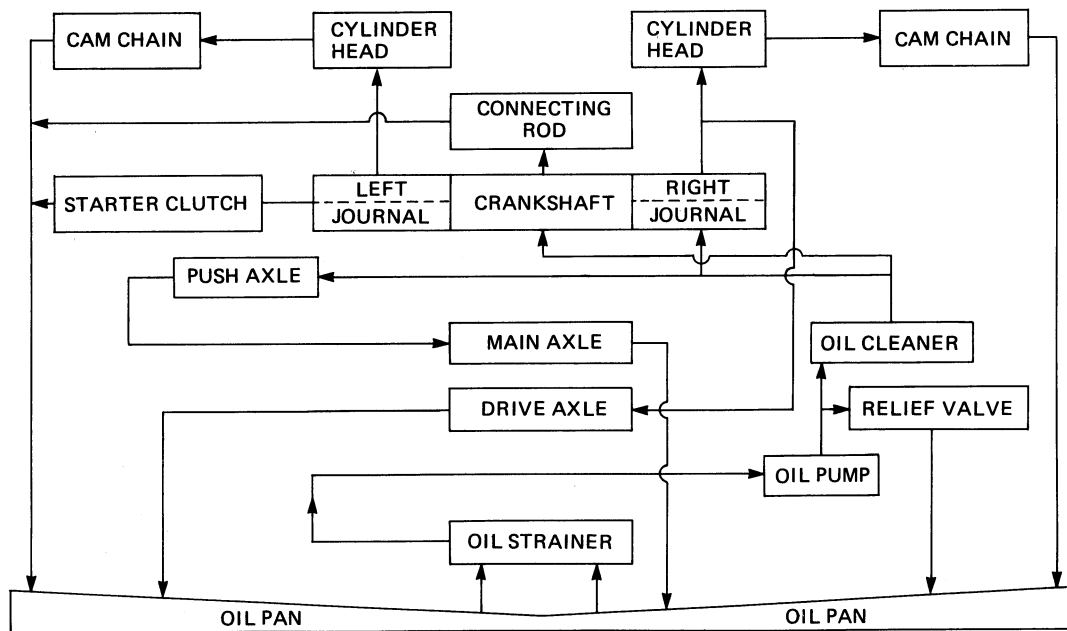 CAM CHAIN
CYLINDER
HEAD
CYLINDER
HEAD
CAM CHAIN
CONNECTING
ROD
STARTER CLUTCH
LEFT
JOURNAL
CRANKSHAFT
RIGHT
JOURNAL
PUSH AXLE
MAIN AXLE
OIL CLEANER
DRIVE AXLE
RELIEF VALVE
OIL PUMP
OIL STRAINER
OIL PAN
OIL PAN